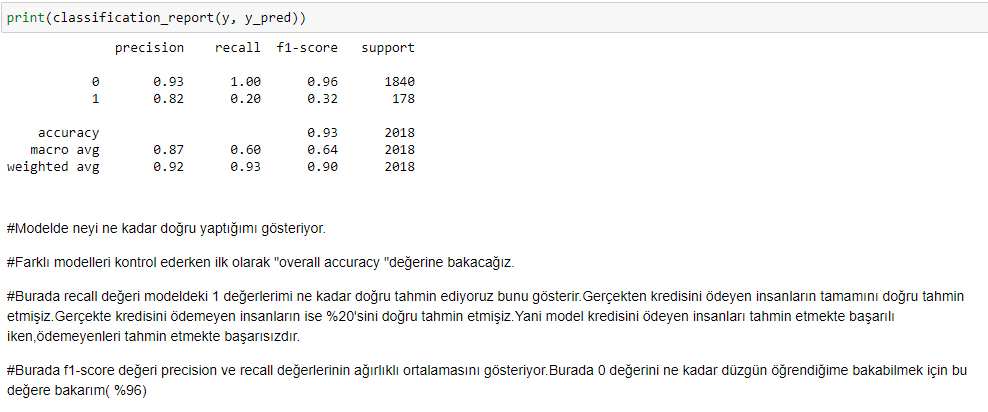 print(classification_report(y, y_pred))
precision recall f1-score support
0 0.93 1.00 0.96 1840
1 0.82 0.20 0.32 178
accuracy 0.93 2018
macro avg 0.87 0.60 0.64 2018
weighted avg 0.92 0.93 0.90 2018
#Modelde neyi ne kadar doğru yaptığımı gösteriyor.
#Farklı modelleri kontrol ederken ilk olarak "overall accuracy "değerine bakacağız.
#Burada recall değeri modeldeki 1 değerlerimi ne kadar doğru tahmin ediyoruz bunu gösterir.Gerçekten kredisini ödeyen insanların tamamını doğru tahmin
etmişiz.Gerçekte kredisini ödemeyen insanların ise %20'sini doğru tahmin etmişiz.Yani model kredisini ödeyen insanları tahmin etmekte başarılı
iken,ödemeyenleri tahmin etmekte başarısızdır.
#Burada f1-score değeri precision ve recall değerlerinin ağırlıklı ortalamasını gösteriyor.Burada 0 değerini ne kadar düzgün öğrendiğime bakabilmek için bu
değere bakarım( %96)